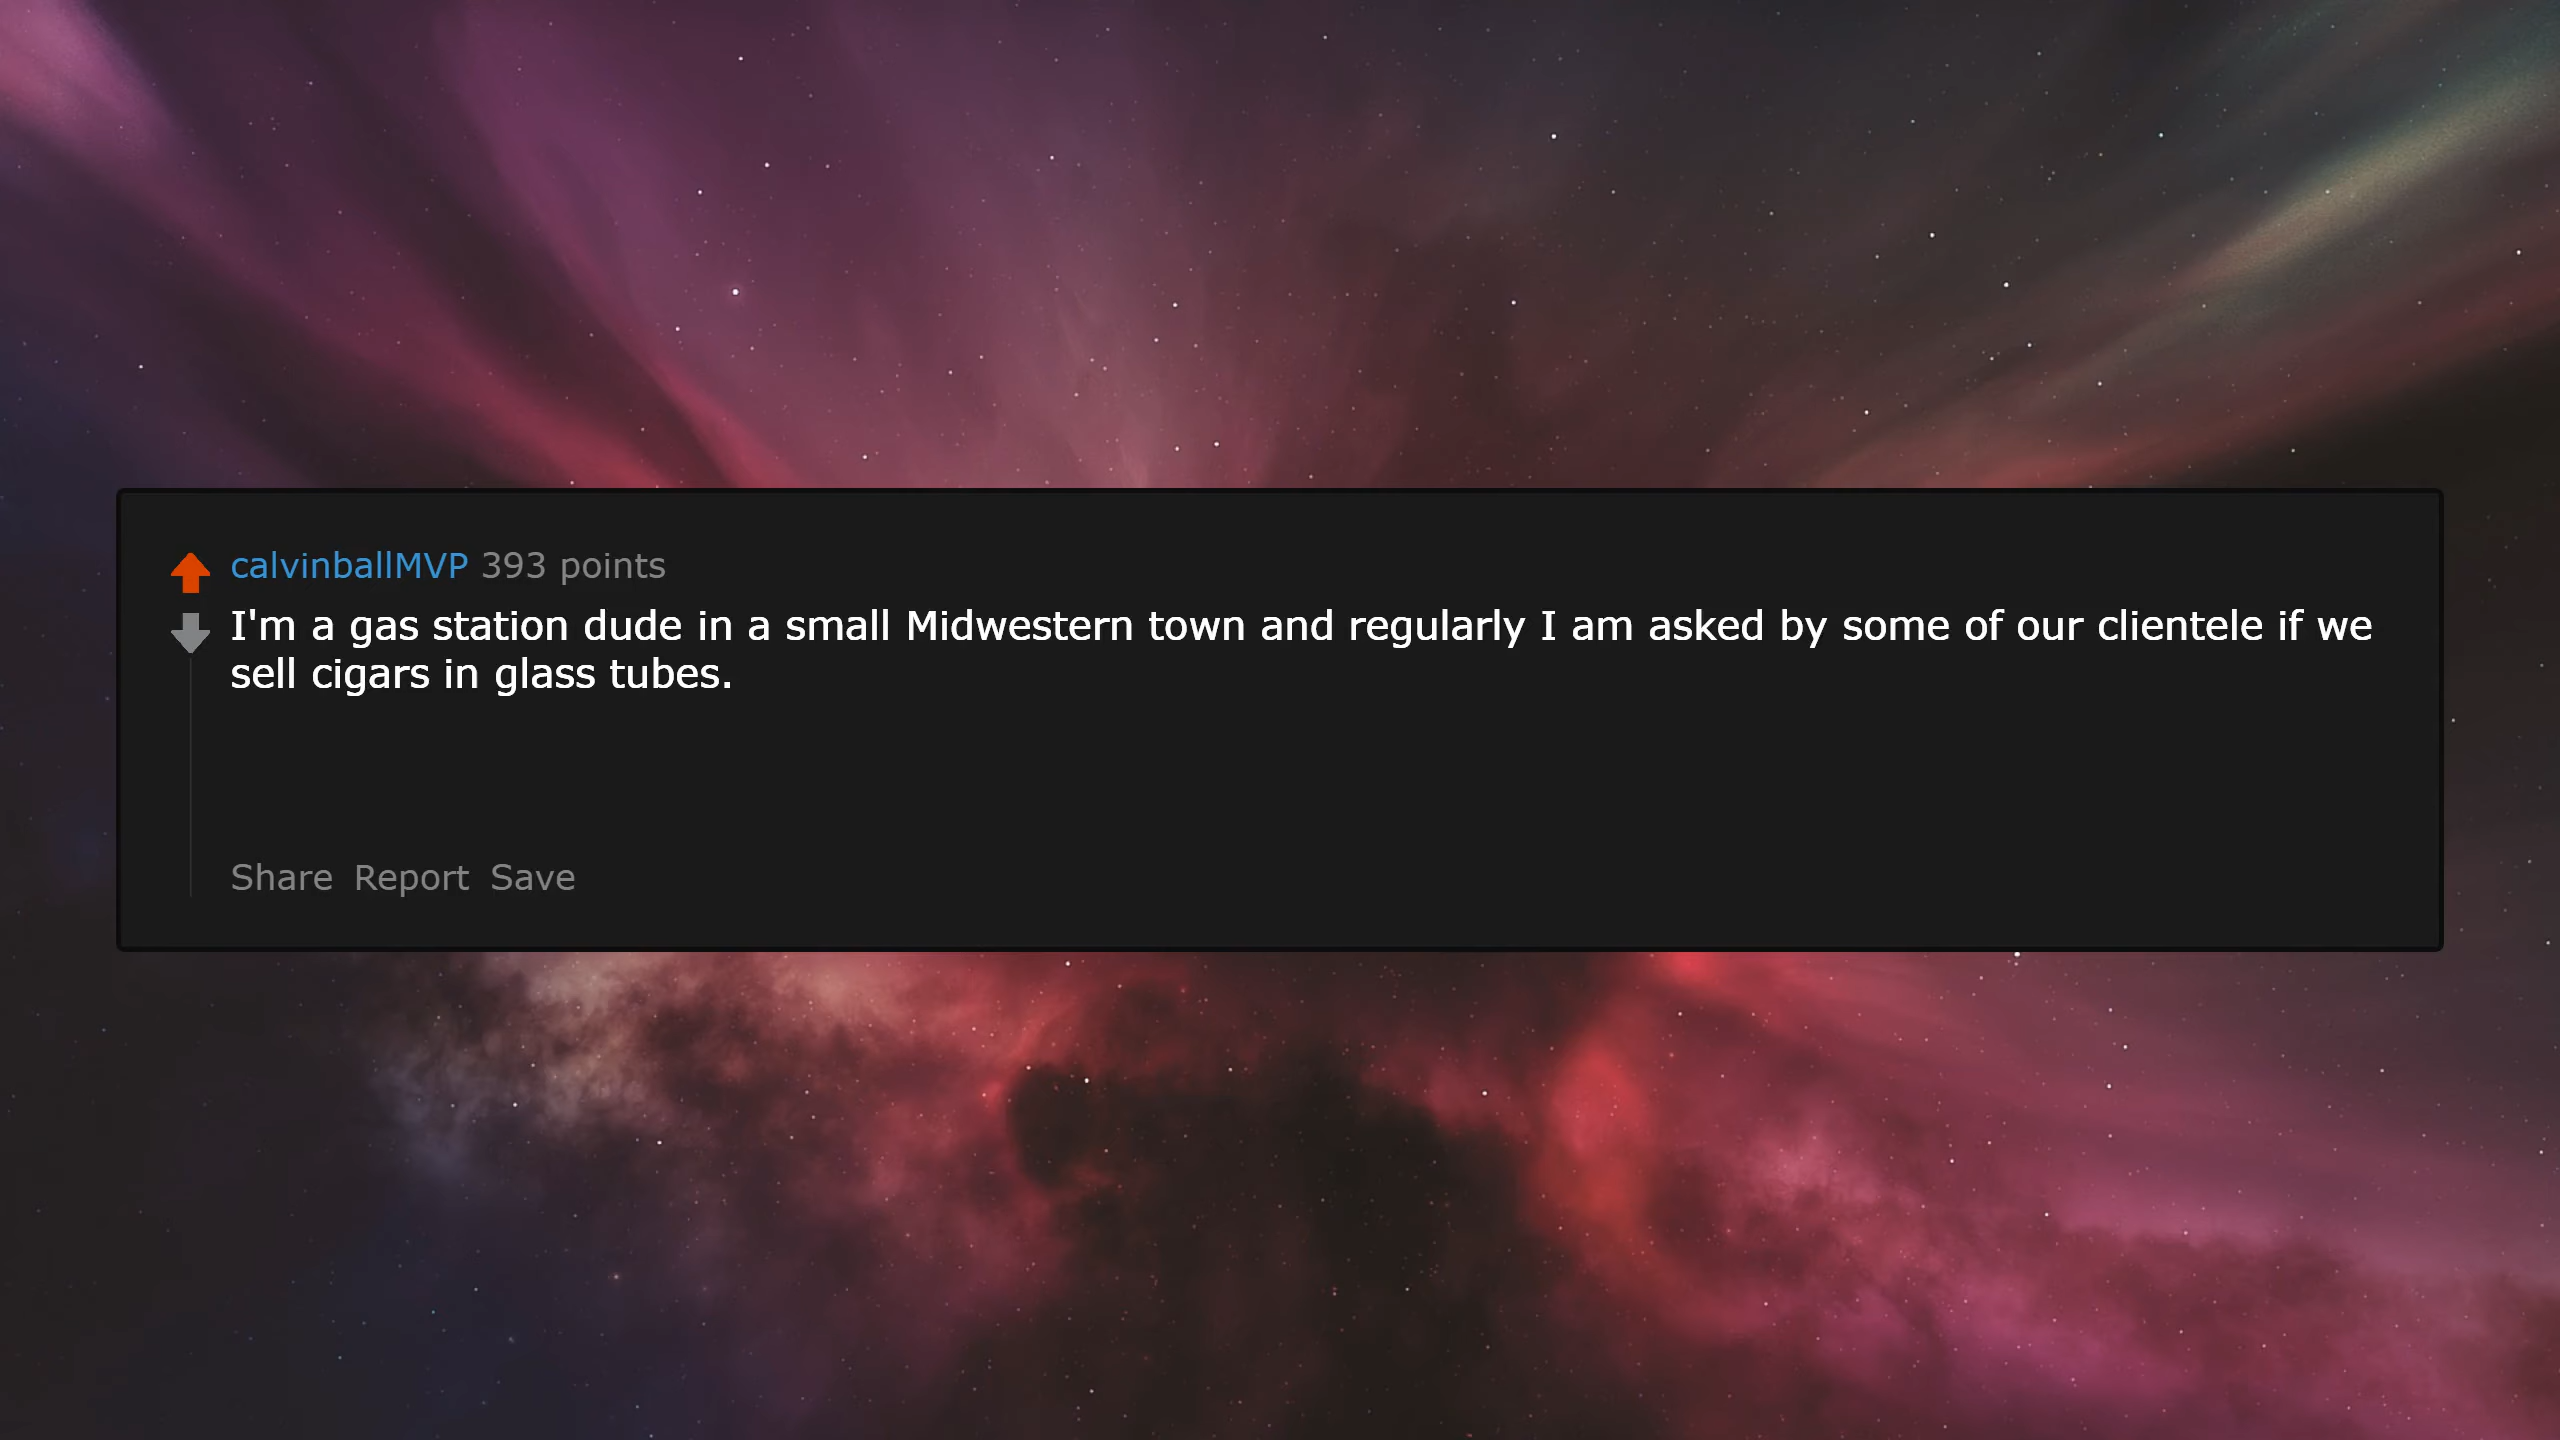 calvinballMVP 393 points
I'm a gas station dude in a small Midwestern town and regularly I am asked by some of our clientele if we
sell cigars in glass tubes.
Share Report Save